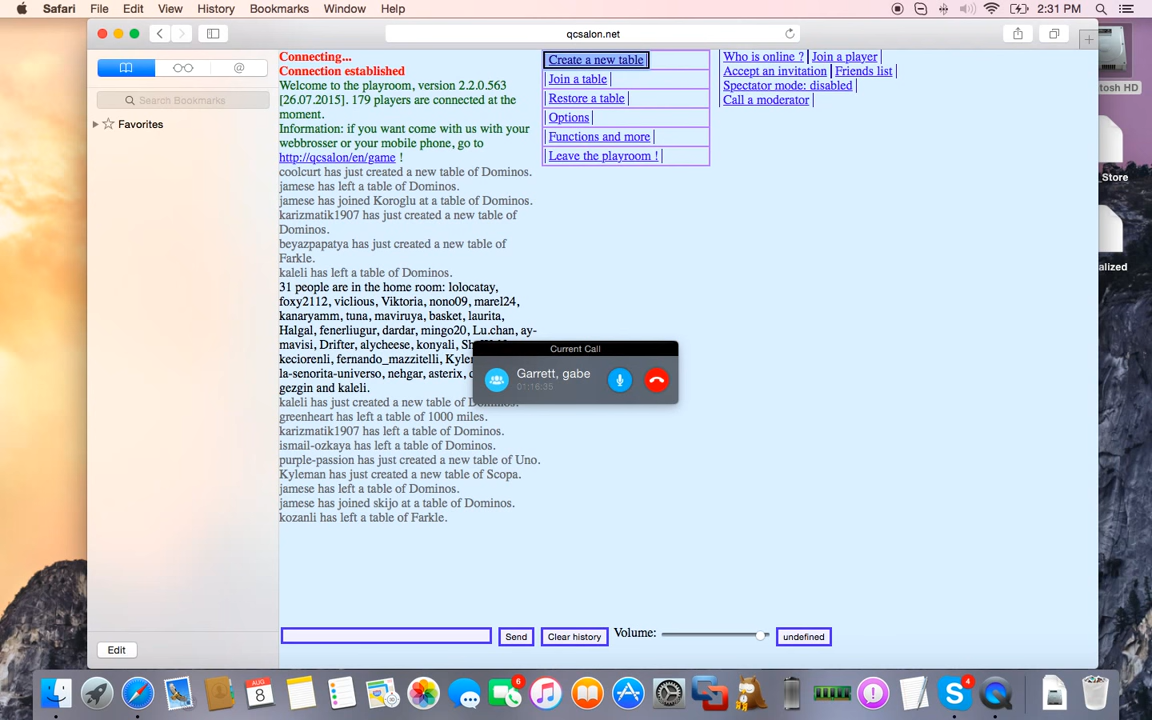 Safari File Edit View History Bookmarks Window Help 2:31 PM
qcsalon.net
@
Search Bookmarks
Favorites
Edit
Connecting...
Connection established
Welcome to the playroom, version 2.2.0.563
[26.07.2015]. 179 players are connected at the
moment.
Information: if you want come with us with your
webbrosser or your mobile phone, go to
http://qcsalon/en/game !
coolcurt has just created a new table of Dominos.
jamese has left a table of Dominos.
jamese has joined Koroglu at a table of Dominos.
karizmatik1907 has just created a new table of
Dominos.
beyazpapatya has just created a new table of
Farkle.
kaleli has left a table of Dominos.
31 people are in the home room: lolocatay,
foxy2112, viclious, Viktoria, nono09, marel24,
kanaryamm, tuna, maviruya, basket, laurita,
Halgal, fenerliugur, dardar, mingo20, Lu.chan, ay-
mavisi, Drifter, alycheese, konyali,
keciorenli, fernando_mazzitelli,
la-senorita-universo, nehgar, asterix,
gezgin and kaleli.
kaleli has just created a new table of Dominos.
greenheart has left a table of 1000 miles.
karizmatik1907 has left a table of Dominos.
ismail-ozkaya has left a table of Dominos.
purple-passion has just created a new table of Uno.
Kyleman has just created a new table of Scopa.
jamese has left a table of Dominos.
jamese has joined skijo at a table of Dominos.
kozanli has left a table of Farkle.
Create a new table
Join a table
Restore a table
Options
Functions and more
Leave the playroom !
Who is online ? Join a player
Accept an invitation Friends list
Spectator mode: disabled
Call a moderator
Current Call
Garrett, gabe
01:16:35
Send Clear history Volume: undefined
tosh HD
_Store
alized
AUG
8
6
4